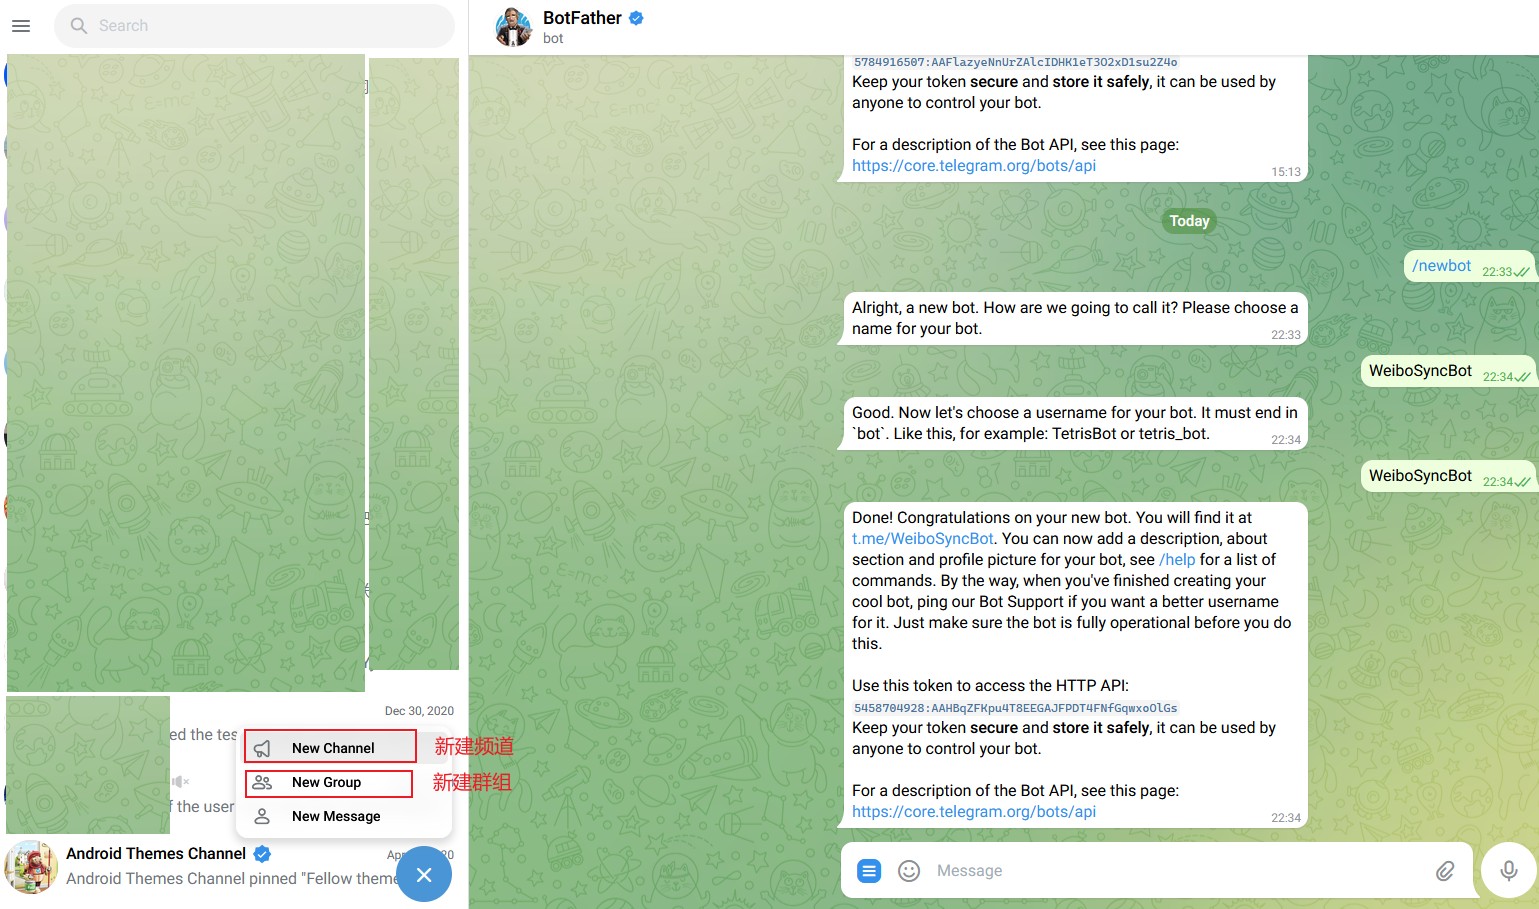 Search
BotFather
bot
5784916507:AAFlazyeNnUrZAlcIDHK1eT3O2xD1su2Z4o
Keep your token secure and store it safely, it can be used by
anyone to control your bot.
For a description of the Bot API, see this page:
https://core.telegram.org/bots/api
15:13
Today
/newbot 22:33
Alright, a new bot. How are we going to call it? Please choose a
name for your bot.
22:33
WeiboSyncBot 22:34
Good. Now let's choose a username for your bot. It must end in
`bot`. Like this, for example: TetrisBot or tetris_bot.
22:34
WeiboSyncBot 22:34
Done! Congratulations on your new bot. You will find it at
t.me/WeiboSyncBot. You can now add a description, about
section and profile picture for your bot, see /help for a list of
commands. By the way, when you've finished creating your
cool bot, ping our Bot Support if you want a better username
for it. Just make sure the bot is fully operational before you do
this.
Use this token to access the HTTP API:
5458704928:AAHBqZFKpu4T8EEGAJFPDT4FNfGqwxoOlGs
Keep your token secure and store it safely, it can be used by
anyone to control your bot.
For a description of the Bot API, see this page:
https://core.telegram.org/bots/api
22:34
Message
Dec 30, 2020
ed the tes
New Channel 新建频道
New Group 新建群组
f the user
New Message
Android Themes Channel
Android Themes Channel pinned "Fellow theme